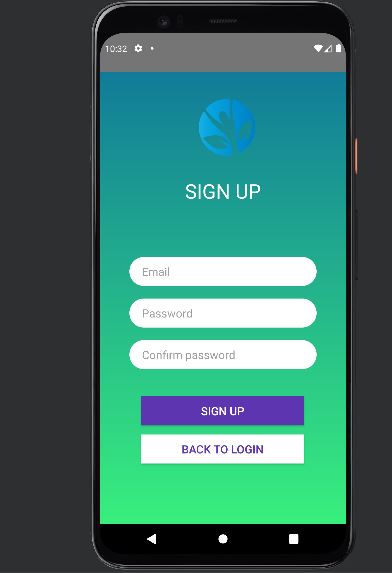 10:32
SIGN UP
Email
Password
Confirm password
SIGN UP
BACK TO LOGIN